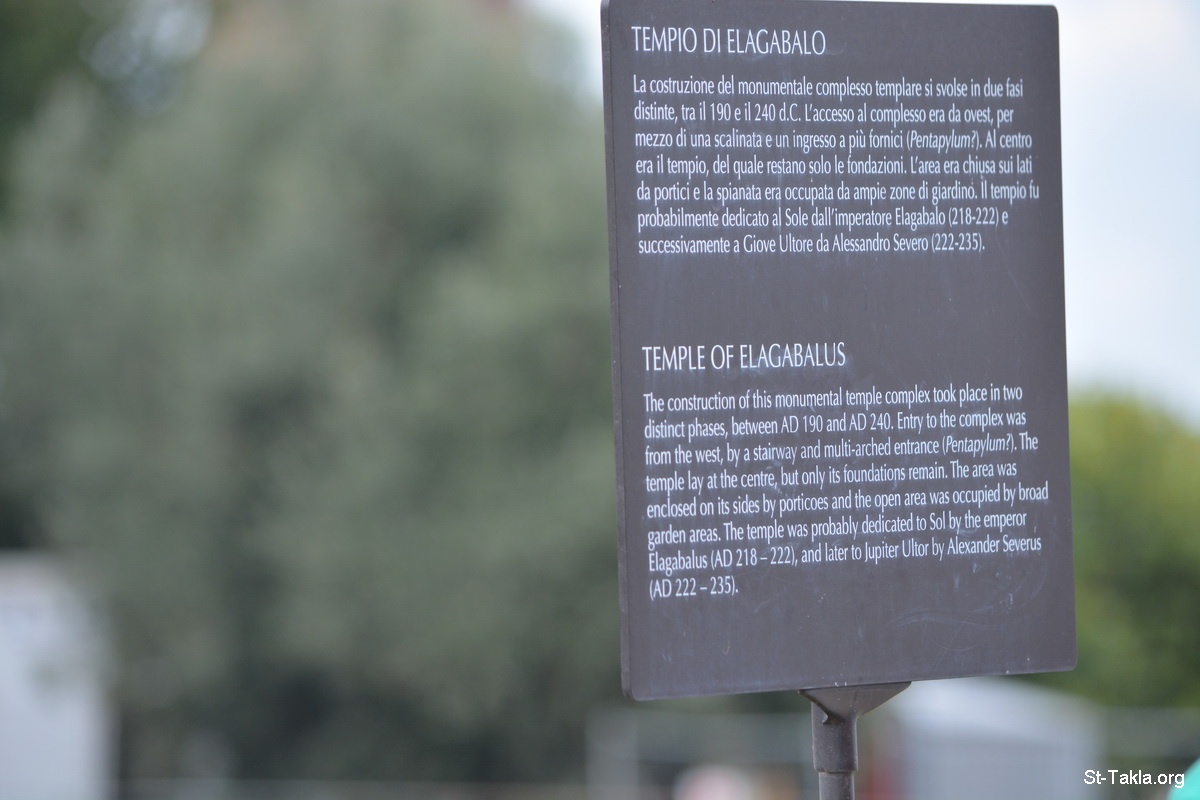 TEMPIO DI ELAGABALO
La costruzione del monumentale complesso templare si svolse in due fasi
distinte, tra il 190 e il 240 d.C. L'accesso al complesso era da ovest, per
mezzo di una scalinata e un ingresso a più fornici (Pentapylum?). Al centro
era il tempio, del quale restano solo le fondazioni. L'area era chiusa sui lati
da portici e la spianata era occupata da ampie zone di giardino. Il tempio fu
probabilmente dedicato al Sole dall'imperatore Elagabalo (218-222) e
successivamente a Giove Ultore da Alessandro Severo (222-235).
TEMPLE OF ELAGABALUS
The construction of this monumental temple complex took place in two
distinct phases, between AD 190 and AD 240. Entry to the complex was
from the west, by a stairway and multi-arched entrance (Pentapylum?). The
temple lay at the centre, but only its foundations remain. The area was
enclosed on its sides by porticoes and the open area was occupied by broad
garden areas. The temple was probably dedicated to Sol by the emperor
Elagabalus (AD 218 – 222), and later to Jupiter Ultor by Alexander Severus
(AD 222 – 235).
St-Takla.org